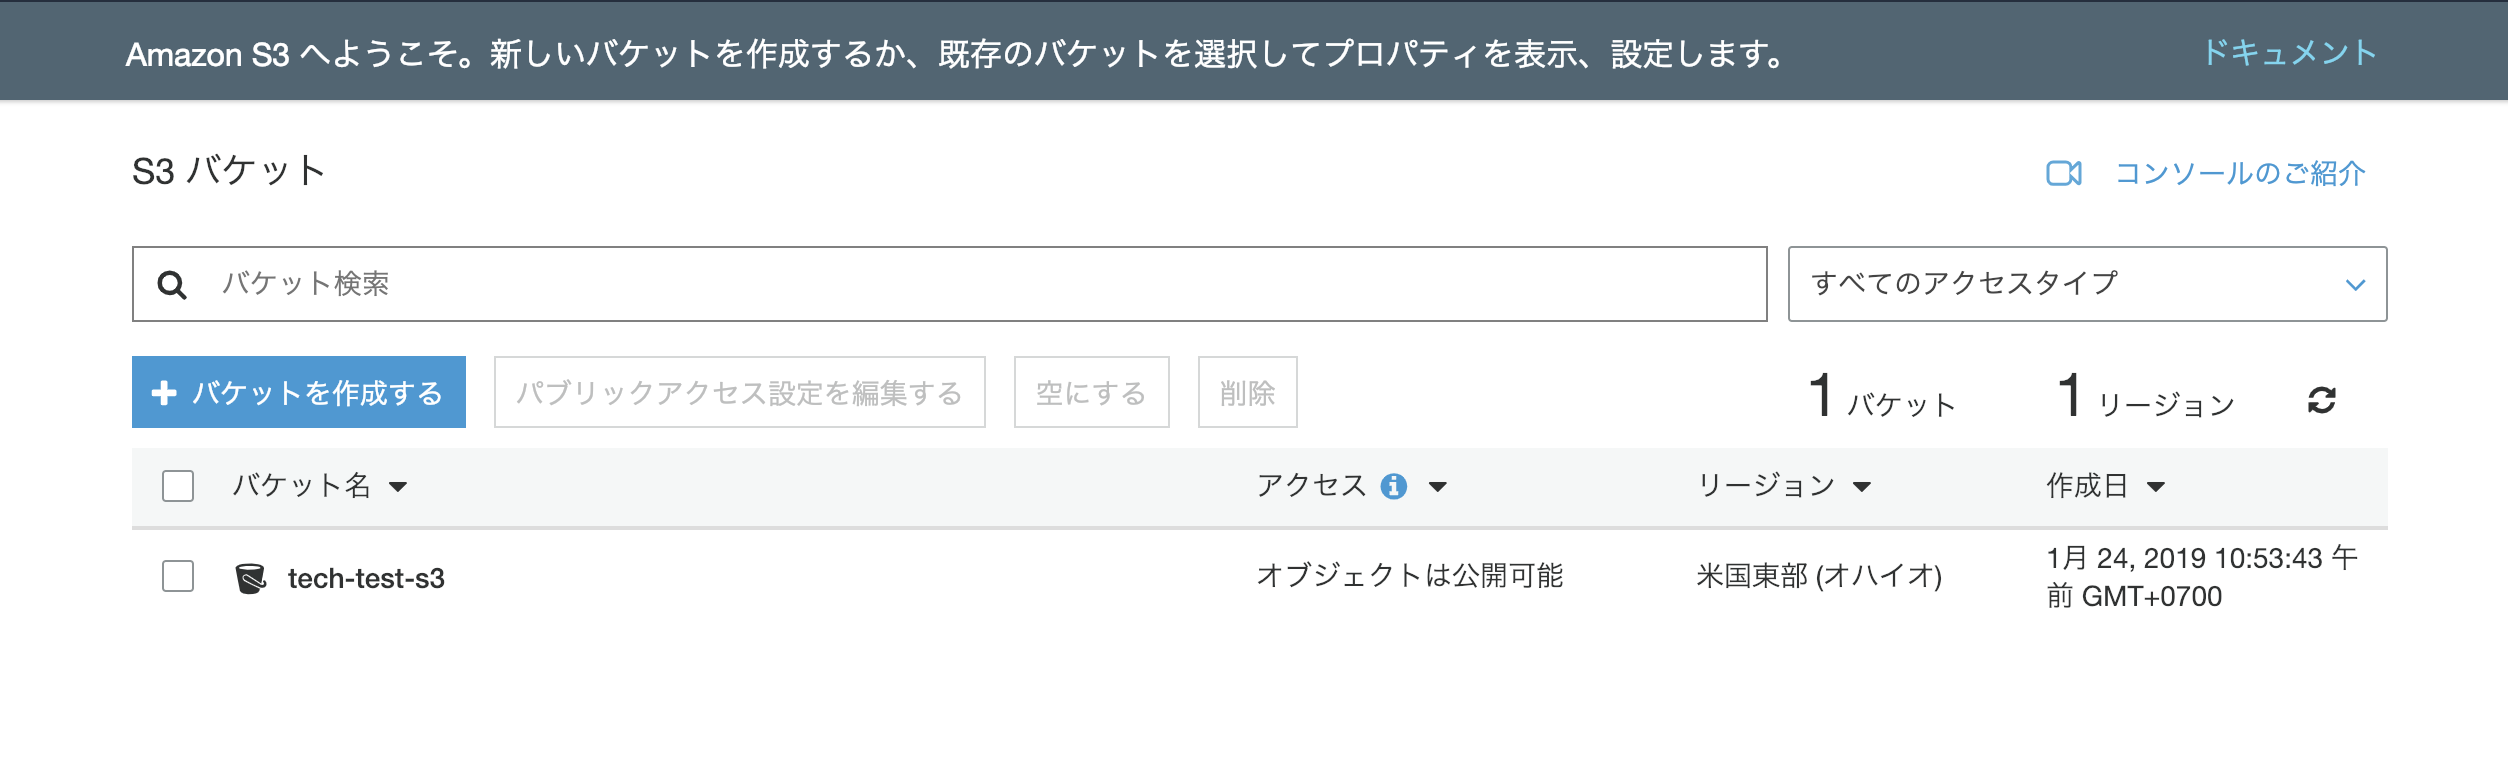 Amazon S3 へようこそ。新しいバケットを作成するか、既存のバケットを選択してプロパティを表示、設定します。 ドキュメント
S3 バケット コンソールのご紹介
バケット検索 すべてのアクセスタイプ
バケットを作成する パブリックアクセス設定を編集する 空にする 削除 1 バケット 1 リージョン
バケット名 アクセス リージョン 作成日
tech-test-s3 オブジェクトは公開可能 米国東部 (オハイオ) 1月 24, 2019 10:53:43 午
前 GMT+0700